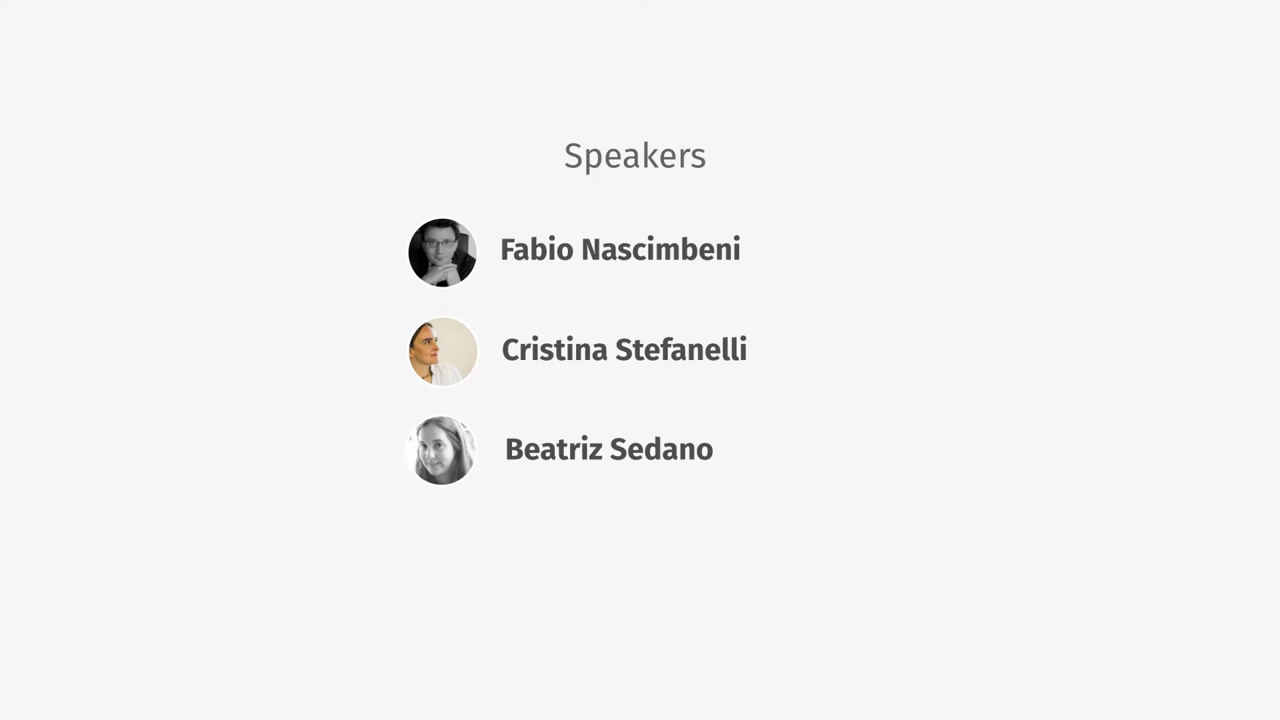 Speakers
Fabio Nascimbeni
Cristina Stefanelli
Beatriz Sedano